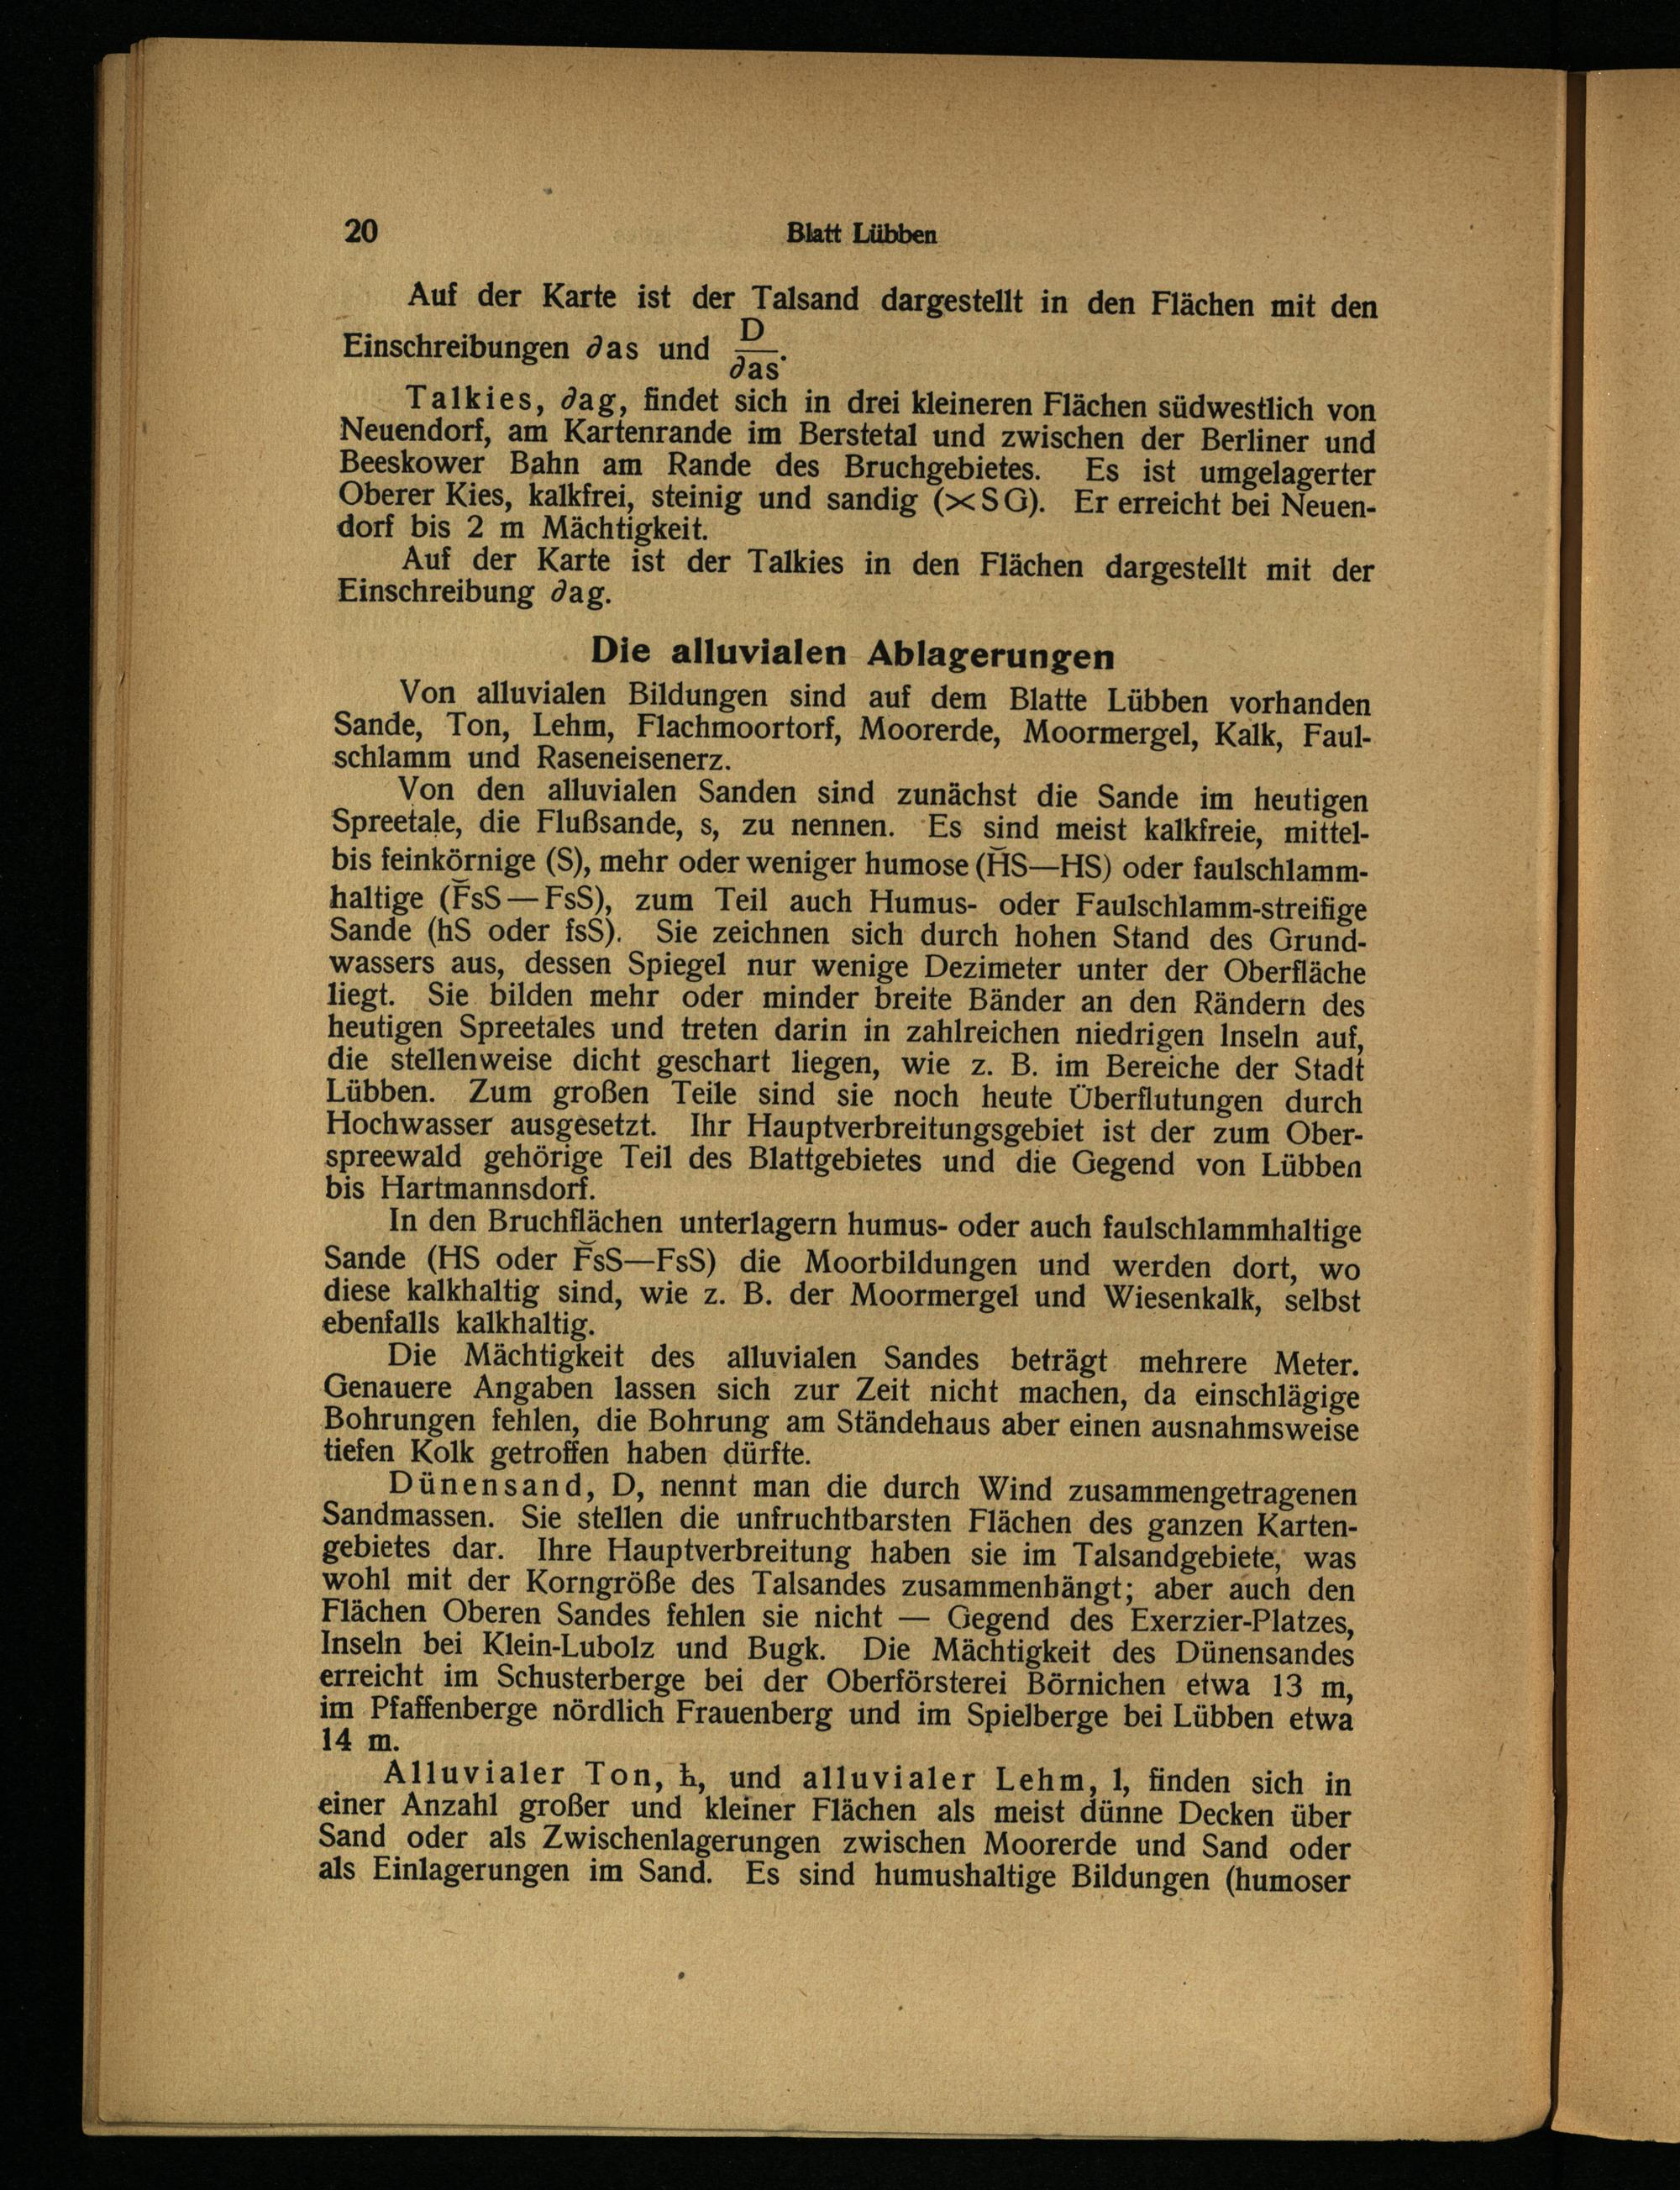 20
Blatt Lübben
Auf der Karte ist der Talsand dargestellt in den Flächen mit den
Einschreibungen ∂as und D/∂as.
Talkies, ∂ag, findet sich in drei kleineren Flächen südwestlich von
Neuendorf, am Kartenrande im Berstetal und zwischen der Berliner und
Beeskower Bahn am Rande des Bruchgebietes. Es ist umgelagerter
Oberer Kies, kalkfrei, steinig und sandig (×SG). Er erreicht bei Neuen-
dorf bis 2 m Mächtigkeit.
Auf der Karte ist der Talkies in den Flächen dargestellt mit der
Einschreibung ∂ag.
Die alluvialen Ablagerungen
Von alluvialen Bildungen sind auf dem Blatte Lübben vorhanden
Sande, Ton, Lehm, Flachmoortorf, Moorerde, Moormergel, Kalk, Faul-
schlamm und Raseneisenerz.
Von den alluvialen Sanden sind zunächst die Sande im heutigen
Spreetale, die Flußsande, s, zu nennen. Es sind meist kalkfreie, mittel-
bis feinkörnige (S), mehr oder weniger humose (H̆S—HS) oder faulschlamm-
haltige (F̆sS—FsS), zum Teil auch Humus- oder Faulschlamm-streifige
Sande (hS oder fsS). Sie zeichnen sich durch hohen Stand des Grund-
wassers aus, dessen Spiegel nur wenige Dezimeter unter der Oberfläche
liegt. Sie bilden mehr oder minder breite Bänder an den Rändern des
heutigen Spreetales und treten darin in zahlreichen niedrigen Inseln auf,
die stellenweise dicht geschart liegen, wie z. B. im Bereiche der Stadt
Lübben. Zum großen Teile sind sie noch heute Überflutungen durch
Hochwasser ausgesetzt. Ihr Hauptverbreitungsgebiet ist der zum Ober-
spreewald gehörige Teil des Blattgebietes und die Gegend von Lübben
bis Hartmannsdorf.
In den Bruchflächen unterlagern humus- oder auch faulschlammhaltige
Sande (HS oder F̆sS—FsS) die Moorbildungen und werden dort, wo
diese kalkhaltig sind, wie z. B. der Moormergel und Wiesenkalk, selbst
ebenfalls kalkhaltig.
Die Mächtigkeit des alluvialen Sandes beträgt mehrere Meter.
Genauere Angaben lassen sich zur Zeit nicht machen, da einschlägige
Bohrungen fehlen, die Bohrung am Ständehaus aber einen ausnahmsweise
tiefen Kolk getroffen haben dürfte.
Dünensand, D, nennt man die durch Wind zusammengetragenen
Sandmassen. Sie stellen die unfruchtbarsten Flächen des ganzen Karten-
gebietes dar. Ihre Hauptverbreitung haben sie im Talsandgebiete, was
wohl mit der Korngröße des Talsandes zusammenhängt; aber auch den
Flächen Oberen Sandes fehlen sie nicht — Gegend des Exerzier-Platzes,
Inseln bei Klein-Lubolz und Bugk. Die Mächtigkeit des Dünensandes
erreicht im Schusterberge bei der Oberförsterei Börnichen etwa 13 m,
im Pfaffenberge nördlich Frauenberg und im Spielberge bei Lübben etwa
14 m.
Alluvialer Ton, ħ, und alluvialer Lehm, l, finden sich in
einer Anzahl großer und kleiner Flächen als meist dünne Decken über
Sand oder als Zwischenlagerungen zwischen Moorerde und Sand oder
als Einlagerungen im Sand. Es sind humushaltige Bildungen (humoser